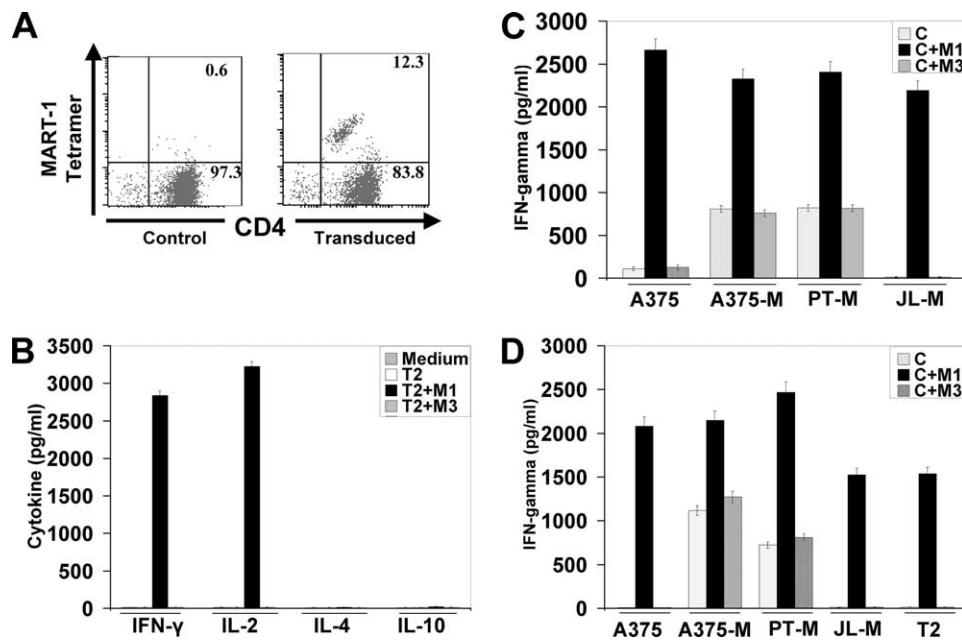 A
MART-1
Tetramer
0.6
97.3
12.3
83.8
CD4
Control
Transduced
B
Cytokine (pg/ml)
3500
3000
2500
2000
1500
1000
500
0
Medium
T2
T2+M1
T2+M3
IFN-γ
IL-2
IL-4
IL-10
C
IFN-gamma (pg/ml)
3000
2500
2000
1500
1000
500
0
C
C+M1
C+M3
A375
A375-M
PT-M
JL-M
D
IFN-gamma (pg/ml)
3000
2500
2000
1500
1000
500
0
C
C+M1
C+M3
A375
A375-M
PT-M
JL-M
T2